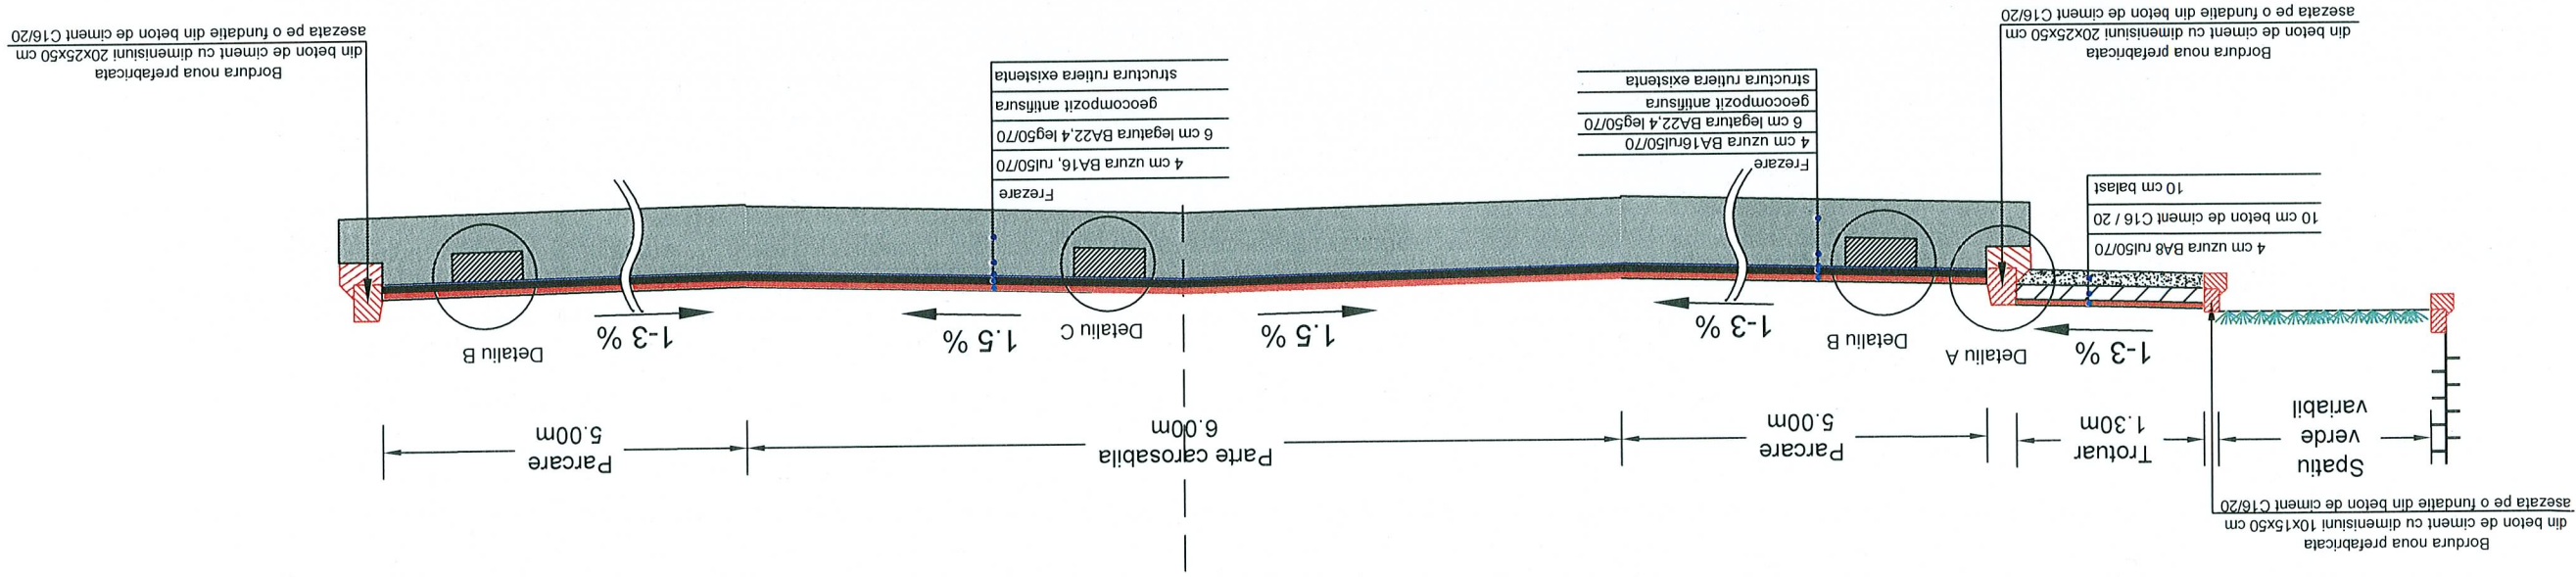 Bordura noua prefabricata
din beton de ciment cu dimenisiuni 10x15x50 cm
asezata pe o fundatie din beton de ciment C16/20
Spatiu
verde
variabil
Trotuar
1.30m
Parcare
5.00m
Parte carosabila
6.00m
Parcare
5.00m
1-3 %
Detaliu A
Detaliu B
1-3 %
1.5 %
Detaliu C
1.5 %
1-3 %
Detaliu B
4 cm uzura BA8 rul50/70
10 cm beton de ciment C16 / 20
10 cm balast
Frezare
4 cm uzura BA16rul50/70
6 cm legatura BA22,4 leg50/70
geocompozit antifisura
structura rutiera existenta
Frezare
4 cm uzura BA16, rul50/70
6 cm legatura BA22,4 leg50/70
geocompozit antifisura
structura rutiera existenta
Bordura noua prefabricata
din beton de ciment cu dimenisiuni 20x25x50 cm
asezata pe o fundatie din beton de ciment C16/20
Bordura noua prefabricata
din beton de ciment cu dimenisiuni 20x25x50 cm
asezata pe o fundatie din beton de ciment C16/20